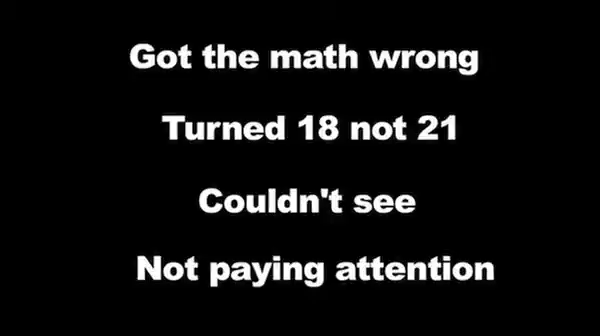 Got the math wrong
Turned 18 not 21
Couldn't see
Not paying attention